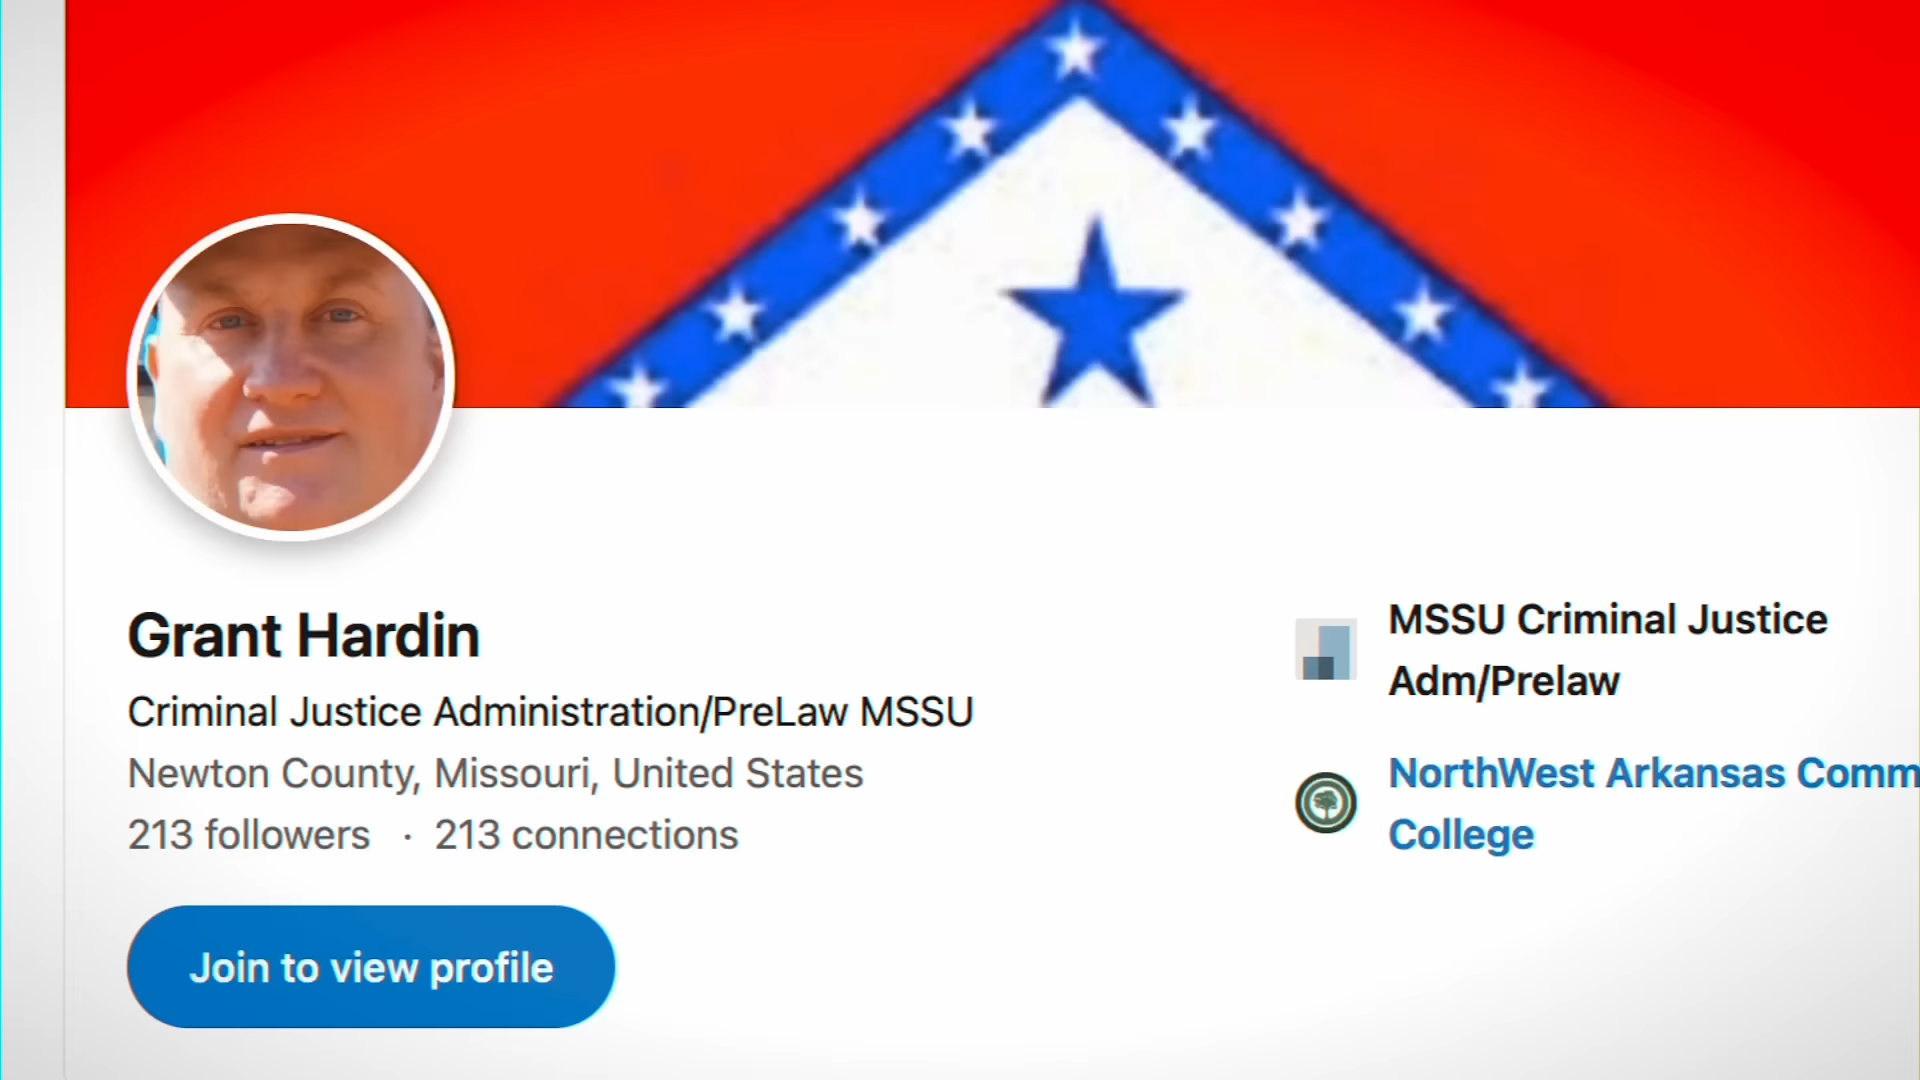 Grant Hardin
Criminal Justice Administration/PreLaw MSSU
Newton County, Missouri, United States
213 followers · 213 connections
Join to view profile
MSSU Criminal Justice
Adm/Prelaw
NorthWest Arkansas Comm
College